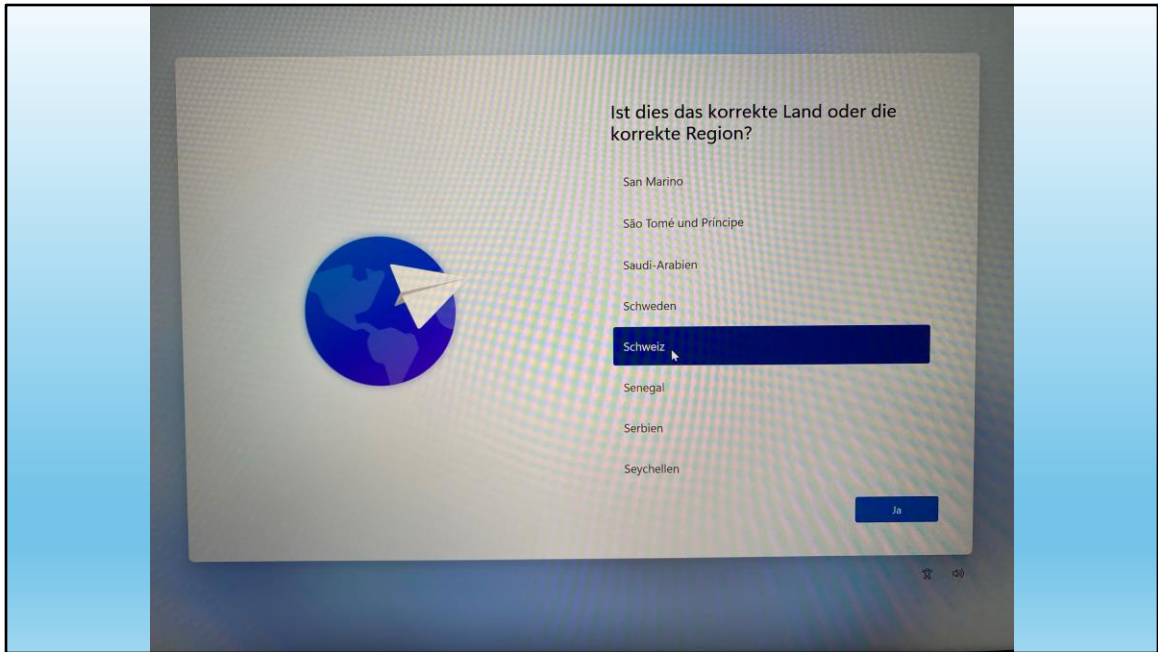 Ist dies das korrekte Land oder die
korrekte Region?
San Marino
São Tomé und Príncipe
Saudi-Arabien
Schweden
Schweiz
Senegal
Serbien
Seychellen
Ja